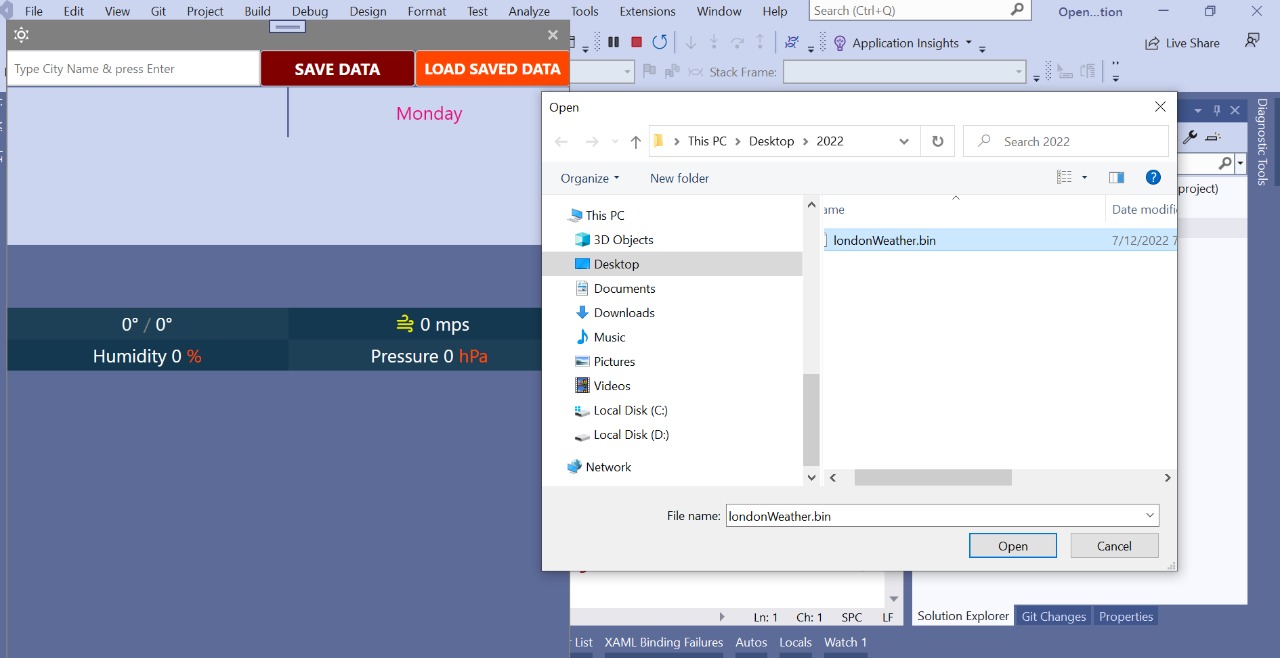 File Edit View Git Project Build Debug Design Format Test Analyze Tools Extensions Window Help Search (Ctrl+Q) Open...tion
Application Insights Live Share
Type City Name & press Enter SAVE DATA LOAD SAVED DATA
Stack Frame:
Monday
Open
This PC Desktop 2022 Search 2022
Organize New folder
Diagnostic Tools
project)
This PC
ame Date modifi
3D Objects
londonWeather.bin 7/12/2022 7
Desktop
Documents
Downloads
Music
Pictures
Videos
Local Disk (C:)
Local Disk (D:)
Network
0° / 0° 0 mps
Humidity 0 % Pressure 0 hPa
File name: londonWeather.bin
Open Cancel
Ln: 1 Ch: 1 SPC LF
Solution Explorer Git Changes Properties
List XAML Binding Failures Autos Locals Watch 1